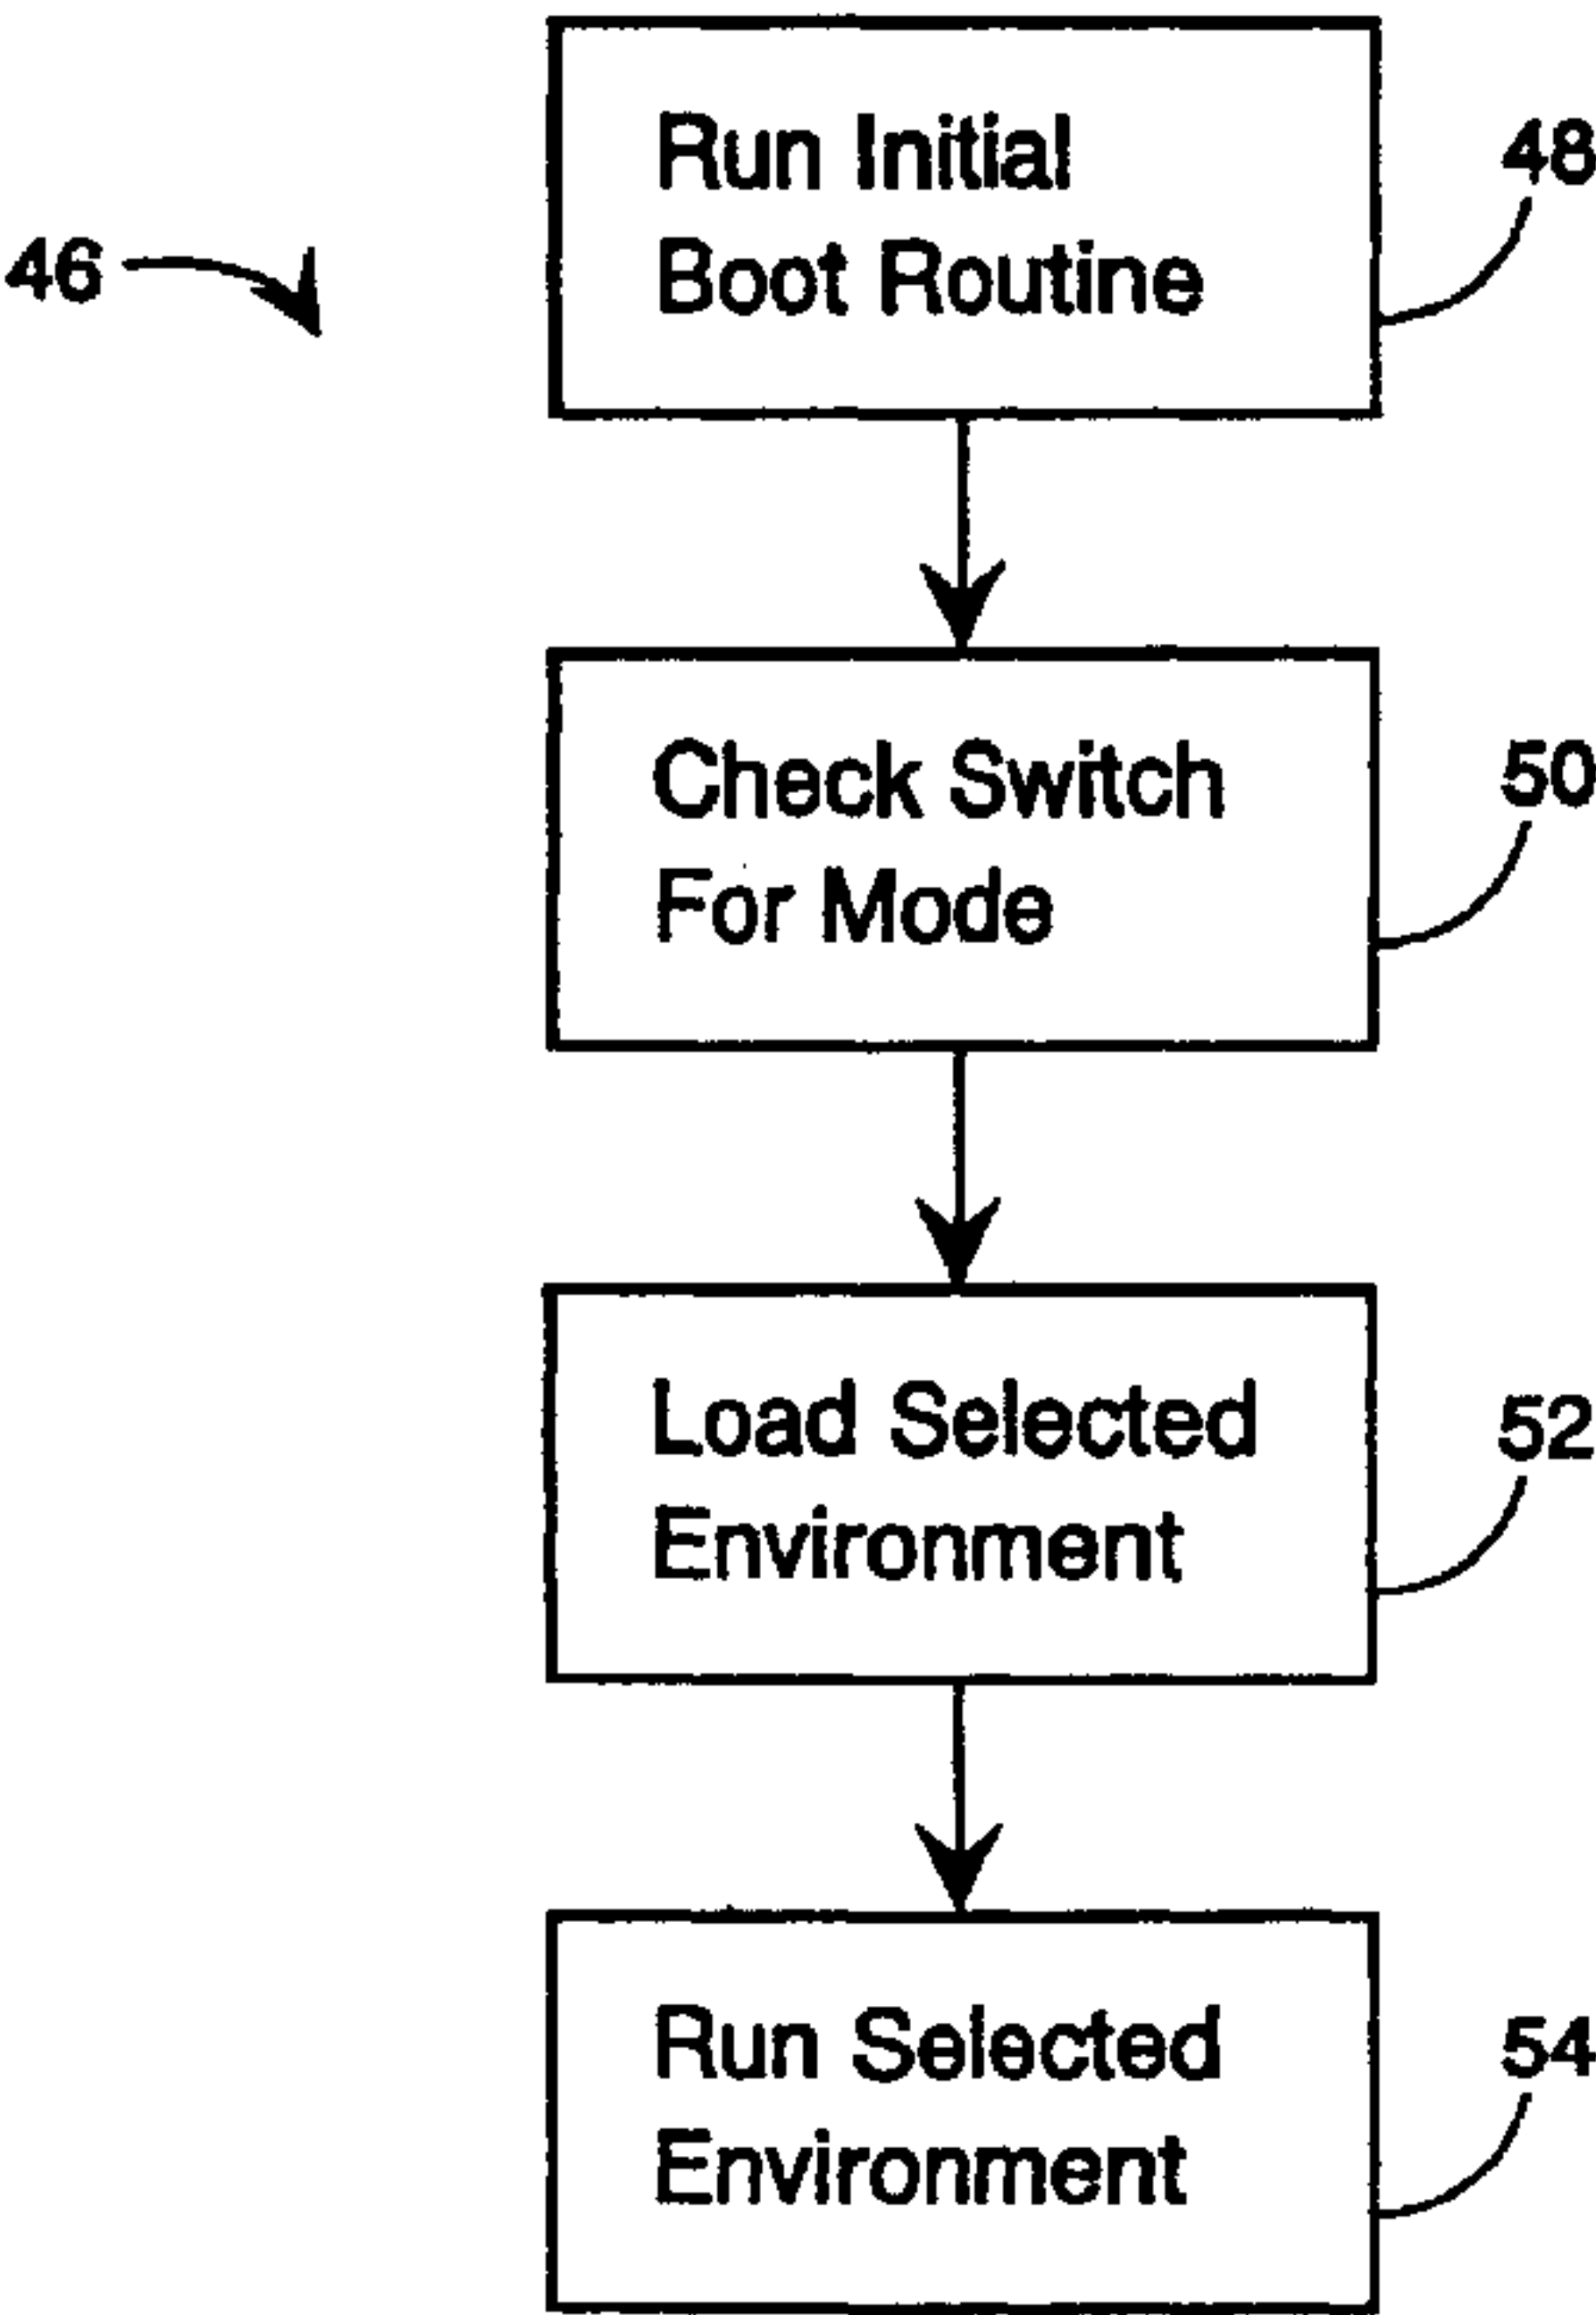 Run Initial
Boot Routine
48
46
Check Switch
For Mode
50
Load Selected
Environment
52
Run Selected
Environment
54